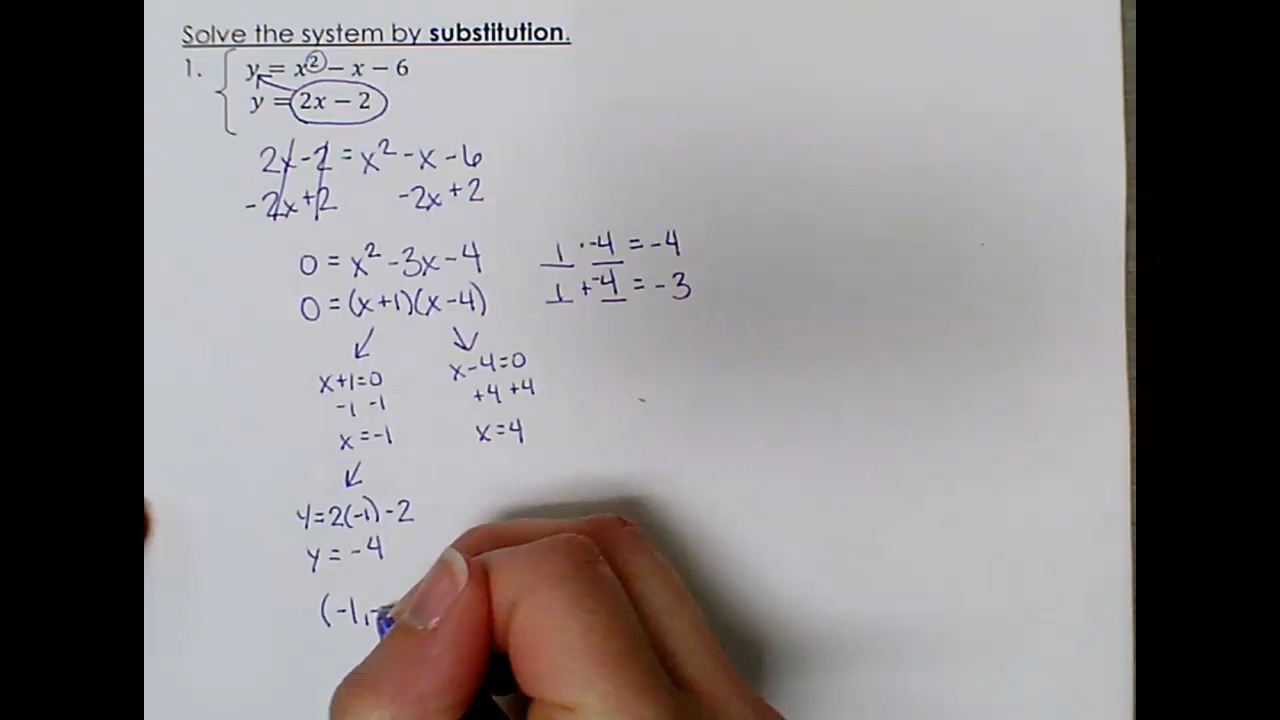 Solve the system by substitution.
1. y = x² − x − 6
y = 2x − 2
2x - 2 = x² - x - 6
-2x + 2 -2x + 2
0 = x² - 3x - 4
1 · -4 = -4
0 = (x+1)(x-4)
1 + -4 = -3
x+1=0
x-4=0
-1 -1
+4 +4
x = -1
x = 4
y = 2(-1) - 2
y = -4
(-1, -